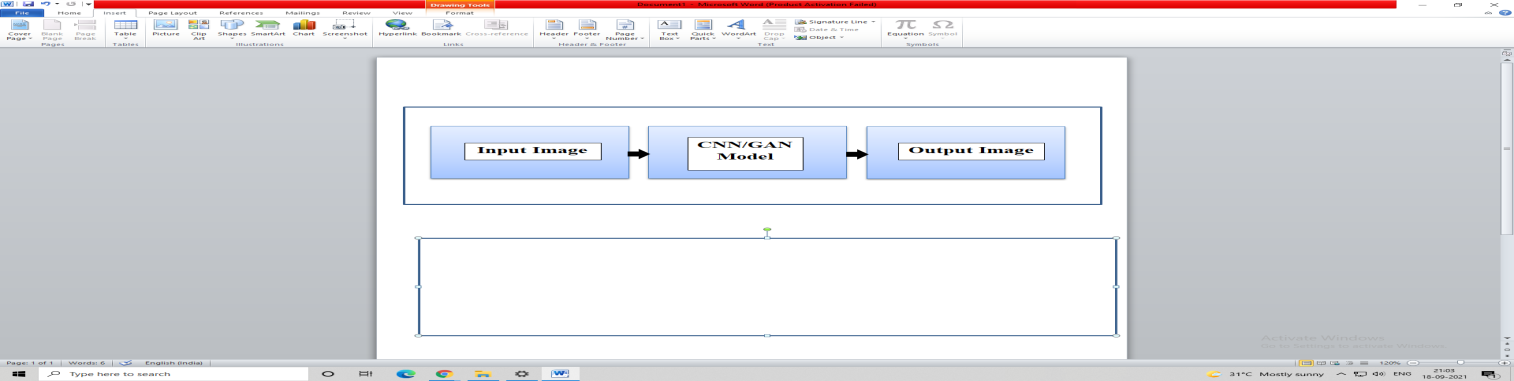 Drawing Tools
Document1 - Microsoft Word (Product Activation Failed)
File Home Insert Page Layout References Mailings Review View Format
Cover Page
Blank Page
Page Break
Table
Picture
Clip Art
Shapes
SmartArt
Chart
Screenshot
Hyperlink
Bookmark
Cross-reference
Header
Footer
Page Number
Text Box
Quick Parts
WordArt
Drop Cap
Signature Line
Date & Time
Object
Equation
Symbol
Pages Tables Illustrations Links Header & Footer Text Symbols
Input Image
CNN/GAN
Model
Output Image
Activate Windows
Go to Settings to activate Windows.
Page: 1 of 1 Words: 6 English (India) 120%
Type here to search
31°C Mostly sunny ENG
21:03
18-09-2021